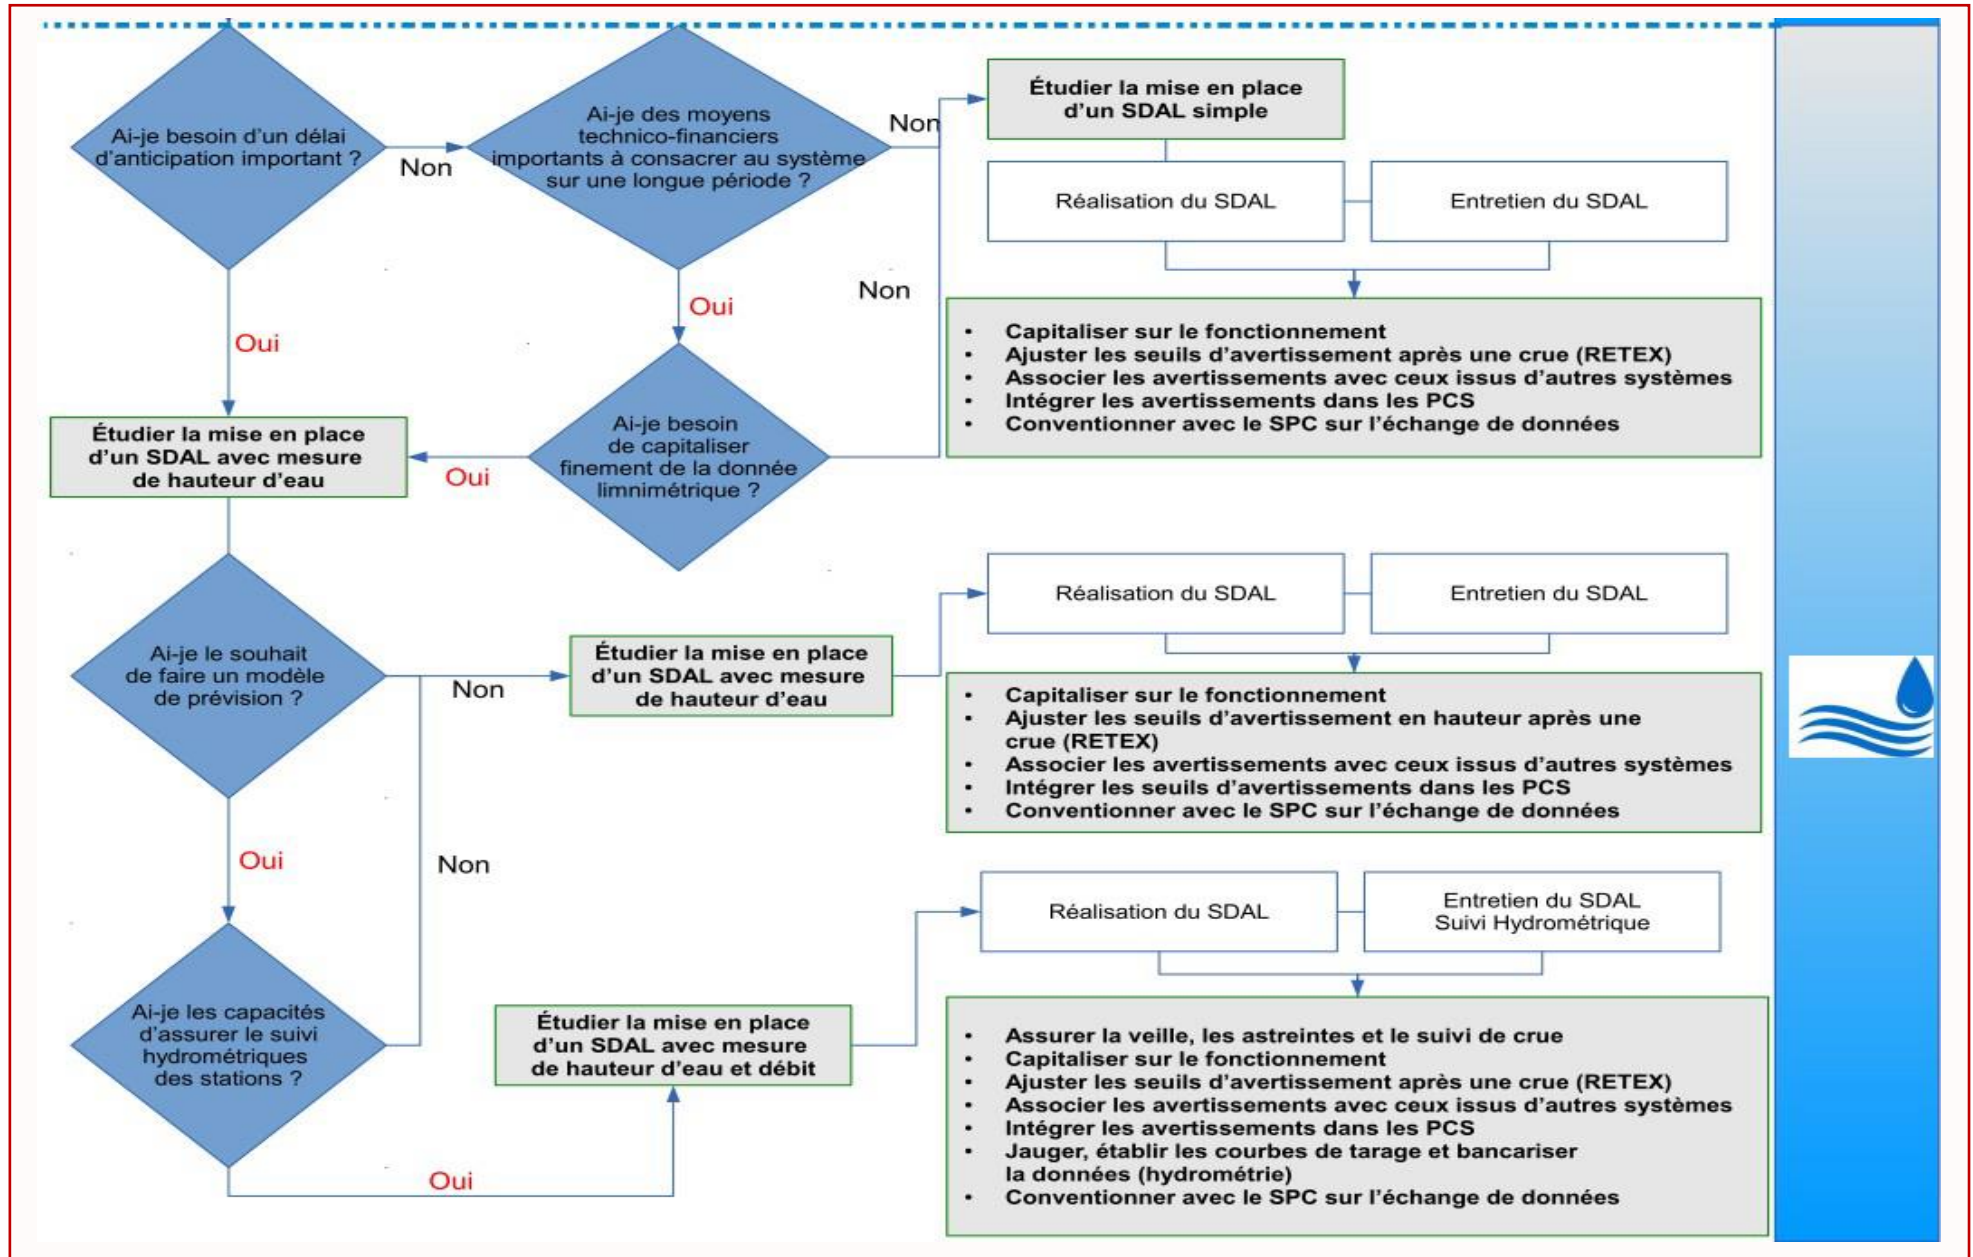 Ai-je besoin d'un délai
d'anticipation important ?
Non
Oui
Ai-je des moyens
technico-financiers
importants à consacrer au système
sur une longue période ?
Non
Oui
Étudier la mise en place
d'un SDAL simple
Réalisation du SDAL
Entretien du SDAL
Non
• Capitaliser sur le fonctionnement
• Ajuster les seuils d'avertissement après une crue (RETEX)
• Associer les avertissements avec ceux issus d'autres systèmes
• Intégrer les avertissements dans les PCS
• Conventionner avec le SPC sur l'échange de données
Ai-je besoin
de capitaliser
finement de la donnée
limnimétrique ?
Oui
Étudier la mise en place
d'un SDAL avec mesure
de hauteur d'eau
Ai-je le souhait
de faire un modèle
de prévision ?
Non
Oui
Étudier la mise en place
d'un SDAL avec mesure
de hauteur d'eau
Réalisation du SDAL
Entretien du SDAL
• Capitaliser sur le fonctionnement
• Ajuster les seuils d'avertissement en hauteur après une
crue (RETEX)
• Associer les avertissements avec ceux issus d'autres systèmes
• Intégrer les seuils d'avertissements dans les PCS
• Conventionner avec le SPC sur l'échange de données
Non
Ai-je les capacités
d'assurer le suivi
hydrométriques
des stations ?
Oui
Étudier la mise en place
d'un SDAL avec mesure
de hauteur d'eau et débit
Réalisation du SDAL
Entretien du SDAL
Suivi Hydrométrique
• Assurer la veille, les astreintes et le suivi de crue
• Capitaliser sur le fonctionnement
• Ajuster les seuils d'avertissement après une crue (RETEX)
• Associer les avertissements avec ceux issus d'autres systèmes
• Intégrer les avertissements dans les PCS
• Jauger, établir les courbes de tarage et bancariser
la données (hydrométrie)
• Conventionner avec le SPC sur l'échange de données